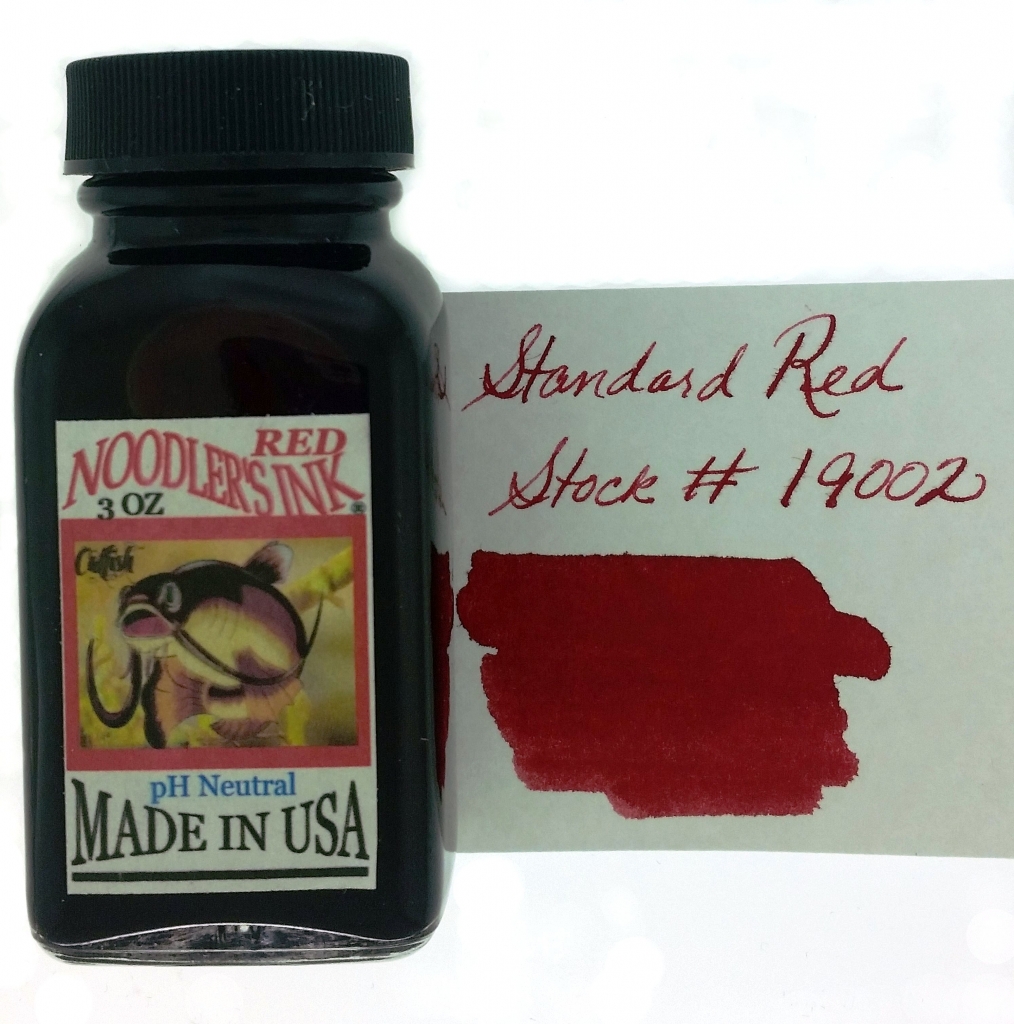 RED
NOODLER'S INK®
3 OZ
Catfish
pH Neutral
MADE IN USA
Standard Red
Stock # 19002